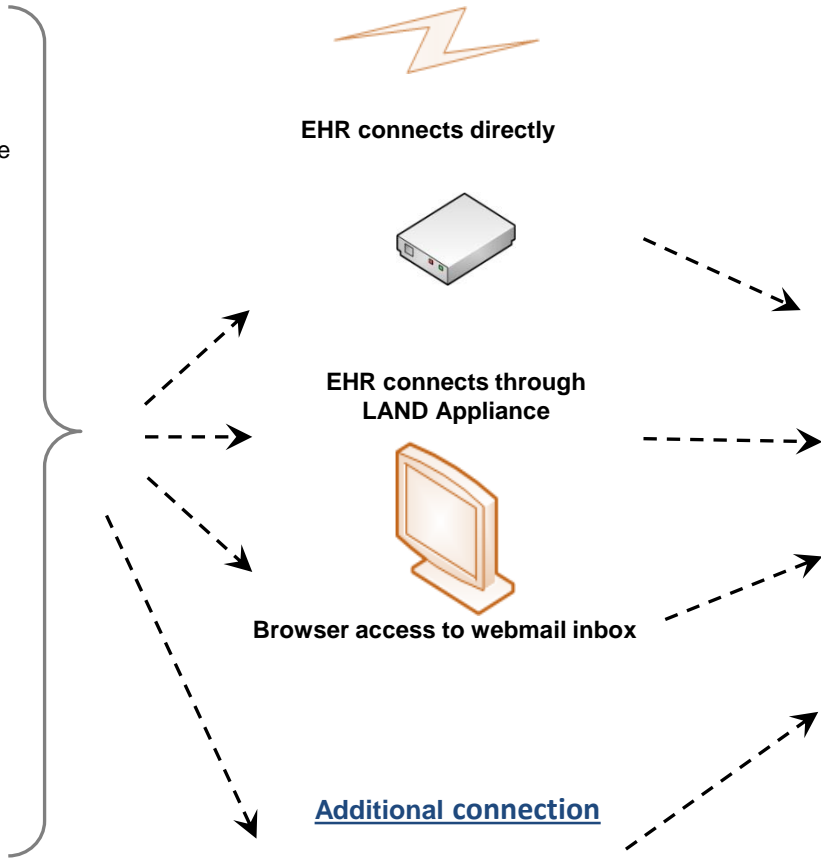 EHR connects directly
e
EHR connects through
LAND Appliance
Browser access to webmail inbox
Additional connection